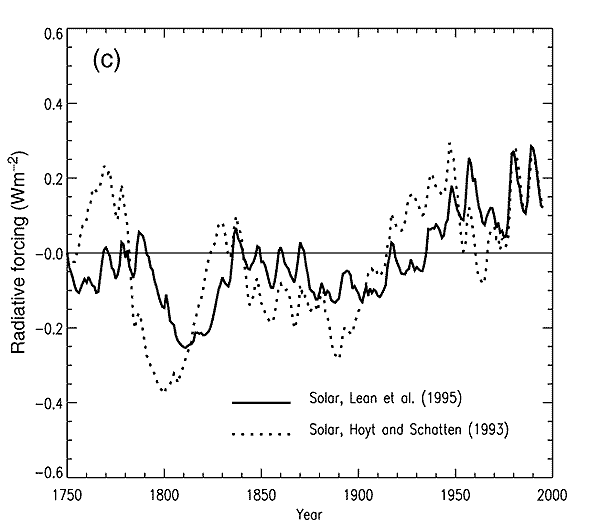 (c)
Radiative forcing (Wm−2)
0.6
0.4
0.2
−0.0
−0.2
−0.4
−0.6
Solar, Lean et al. (1995)
Solar, Hoyt and Schatten (1993)
1750 1800 1850 1900 1950 2000
Year